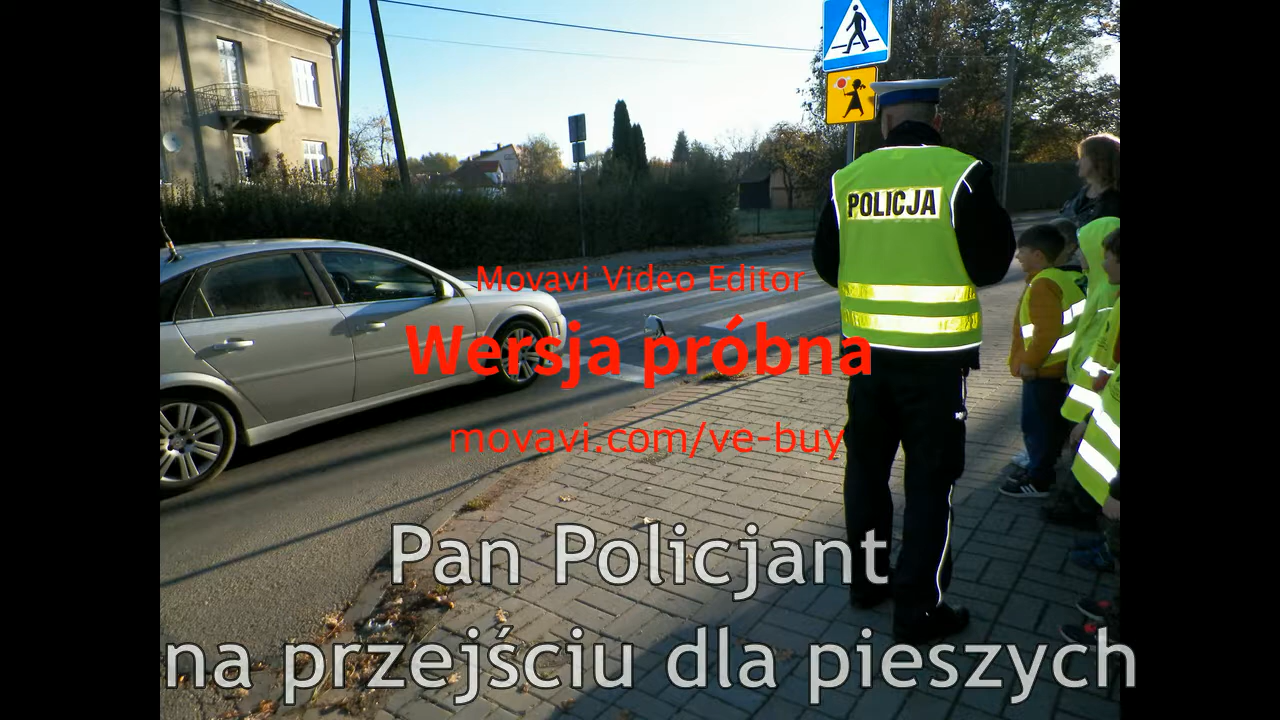 POLICJA
Movavi Video Editor
Wersja próbna
movavi.com/ve-buy
Pan Policjant
na przejściu dla pieszych